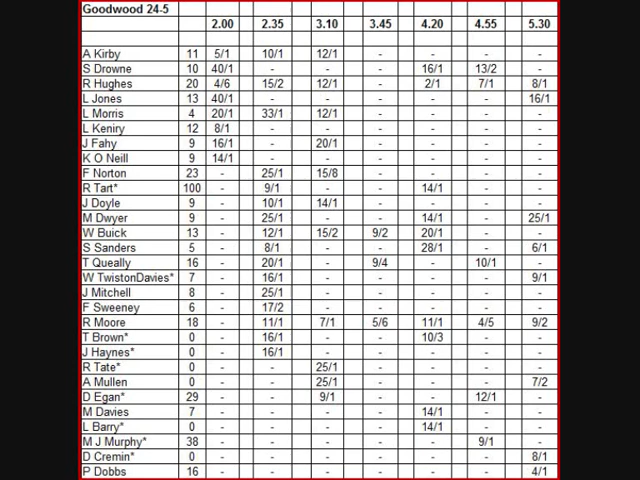 Goodwood 24-5
2.00 2.35 3.10 3.45 4.20 4.55 5.30
A Kirby 11 5/1 10/1 12/1 - - - -
S Drowne 10 40/1 - - - 16/1 13/2 -
R Hughes 20 4/6 15/2 12/1 - 2/1 7/1 8/1
L Jones 13 40/1 - - - - - 16/1
L Morris 4 20/1 33/1 12/1 - - - -
L Keniry 12 8/1 - - - - - -
J Fahy 9 16/1 - 20/1 - - - -
K O Neill 9 14/1 - - - - - -
F Norton 23 - 25/1 15/8 - - - -
R Tart* 100 - 9/1 - - 14/1 - -
J Doyle 9 - 10/1 14/1 - - - -
M Dwyer 9 - 25/1 - - 14/1 - 25/1
W Buick 13 - 12/1 15/2 9/2 20/1 - -
S Sanders 5 - 8/1 - - 28/1 - 6/1
T Queally 16 - 20/1 - 9/4 - 10/1 -
W TwistonDavies* 7 - 16/1 - - - - 9/1
J Mitchell 8 - 25/1 - - - - -
F Sweeney 6 - 17/2 - - - - -
R Moore 18 - 11/1 7/1 5/6 11/1 4/5 9/2
T Brown* 0 - 16/1 - - 10/3 - -
J Haynes* 0 - 16/1 - - - - -
R Tate* 0 - - 25/1 - - - -
A Mullen 0 - - 25/1 - - - 7/2
D Egan* 29 - - 9/1 - - 12/1 -
M Davies 7 - - - - 14/1 - -
L Barry* 0 - - - - 14/1 - -
M J Murphy* 38 - - - - - 9/1 -
D Cremin* 0 - - - - - - 8/1
P Dobbs 16 - - - - - - 4/1